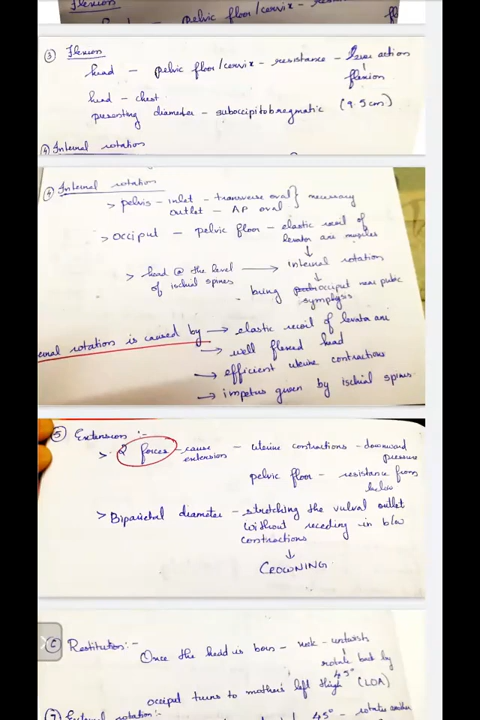 Flexion
③ Flexion
head - pelvic floor/cervix - resistance - lever action
↓
flexion
head - chest
presenting diameter - suboccipitobregmatic (9.5cm)
④ Internal rotation
④ Internal rotation
> pelvis - inlet - transverse oval } necessary
outlet - AP oval
> occiput - pelvic floor - elastic recoil of
levator ani muscles
↓
> head @ the level → internal rotation
of ischial spines
↓
- bring occiput near pubic
symphysis
rnal rotation is caused by → elastic recoil of levator ani
→ well flexed head
→ efficient uterine contractions
→ impetus given by ischial spines
⑤ Extension :-
> 2 forces - cause extension - uterine contractions - downward
pressure
pelvic floor - resistance from
below
> Biparietal diameter - stretching the vulval outlet
without receding in b/w
contractions
↓
CROWNING
⑥ Restitution:-
Once the head is born - neck - untwists
↓
rotate back by
45°
occiput turns to mother's left thigh (LOA)
⑦ External rotation:-
45° - rotates